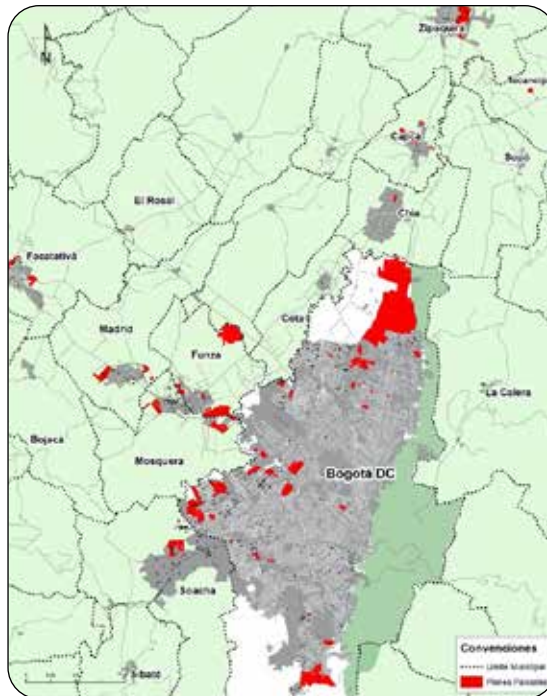 N
Zipaquirá
Tocancipá
Cajicá
Sopó
El Rosal
Chía
Facatativá
Madrid
Cota
Funza
La Calera
Bojacá
Mosquera
Bogotá DC
Soacha
Sibaté
Convenciones
Límite Municipal
Planes Parciales